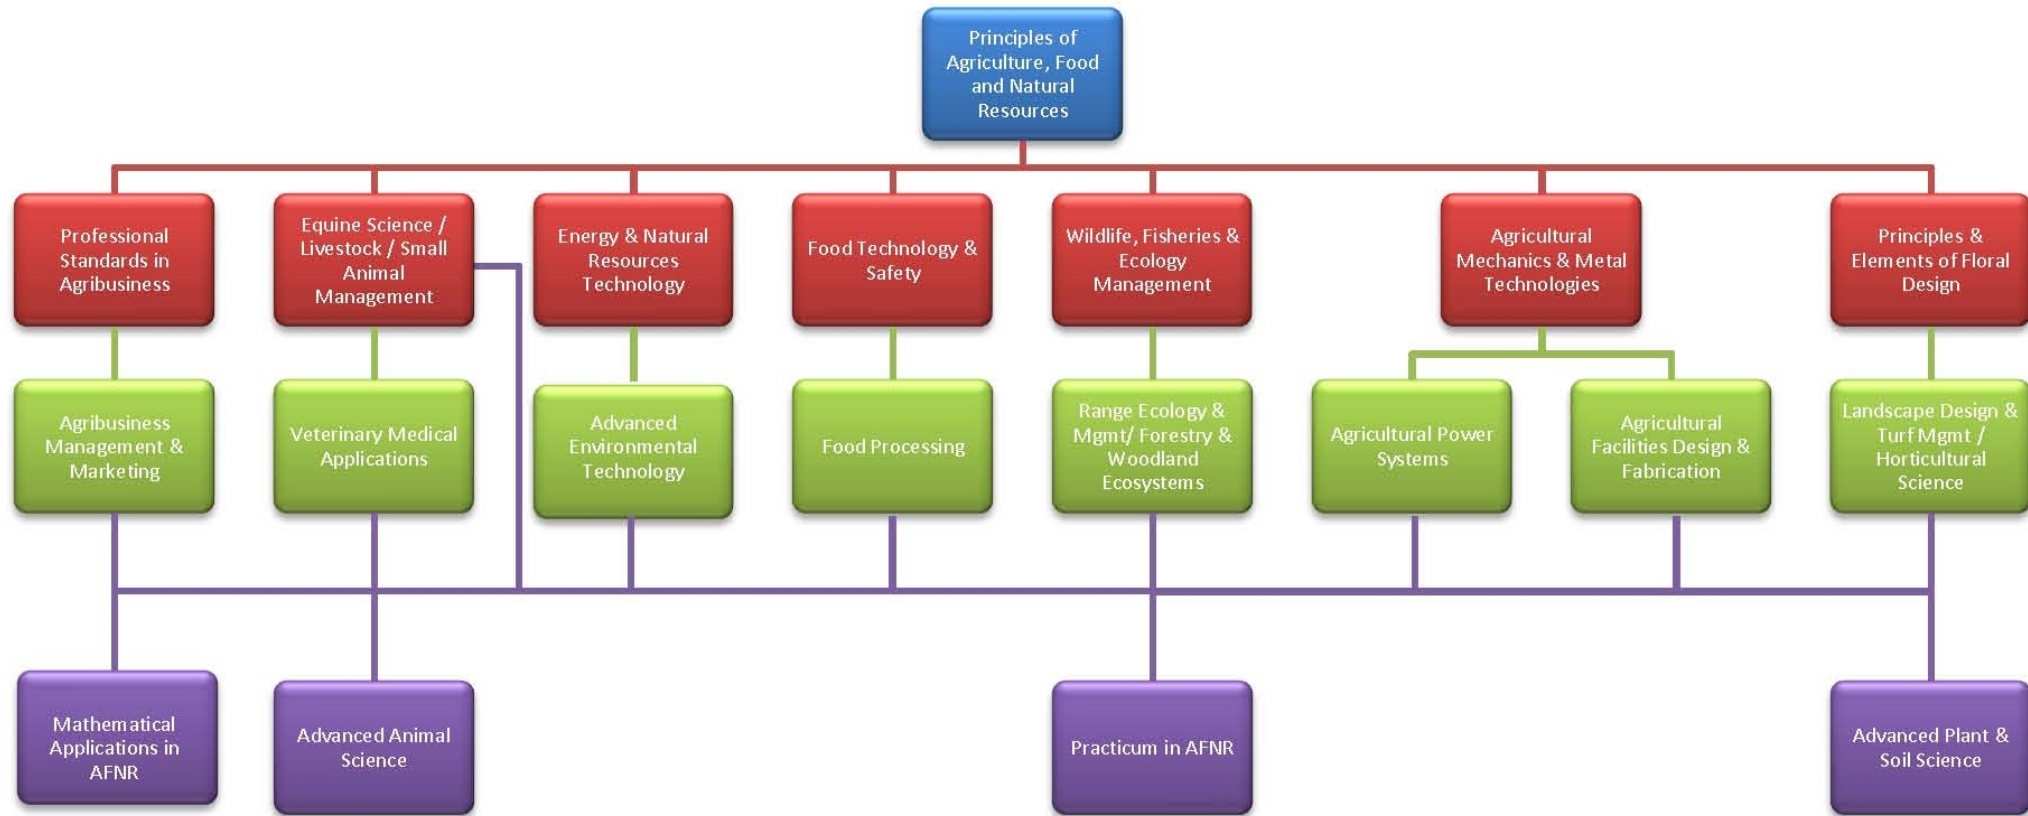 Principles of
Agriculture, Food
and Natural
Resources
Professional
Standards in
Agribusiness
Equine Science /
Livestock / Small
Animal
Management
Energy & Natural
Resources
Technology
Food Technology &
Safety
Wildlife, Fisheries &
Ecology
Management
Agricultural
Mechanics & Metal
Technologies
Principles &
Elements of Floral
Design
Agribusiness
Management &
Marketing
Veterinary Medical
Applications
Advanced
Environmental
Technology
Food Processing
Range Ecology &
Mgmt/ Forestry &
Woodland
Ecosystems
Agricultural Power
Systems
Agricultural
Facilities Design &
Fabrication
Landscape Design &
Turf Mgmt /
Horticultural
Science
Mathematical
Applications in
AFNR
Advanced Animal
Science
Practicum in AFNR
Advanced Plant &
Soil Science